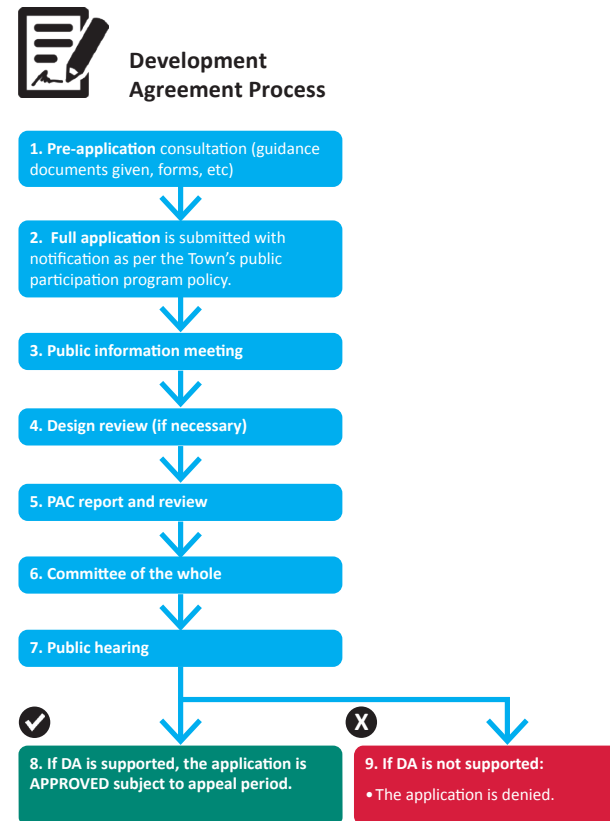 Development
Agreement Process
1. Pre-application consultation (guidance
documents given, forms, etc)
2. Full application is submitted with
notification as per the Town's public
participation program policy.
3. Public information meeting
4. Design review (if necessary)
5. PAC report and review
6. Committee of the whole
7. Public hearing
X
8. If DA is supported, the application is
APPROVED subject to appeal period.
9. If DA is not supported:
• The application is denied.